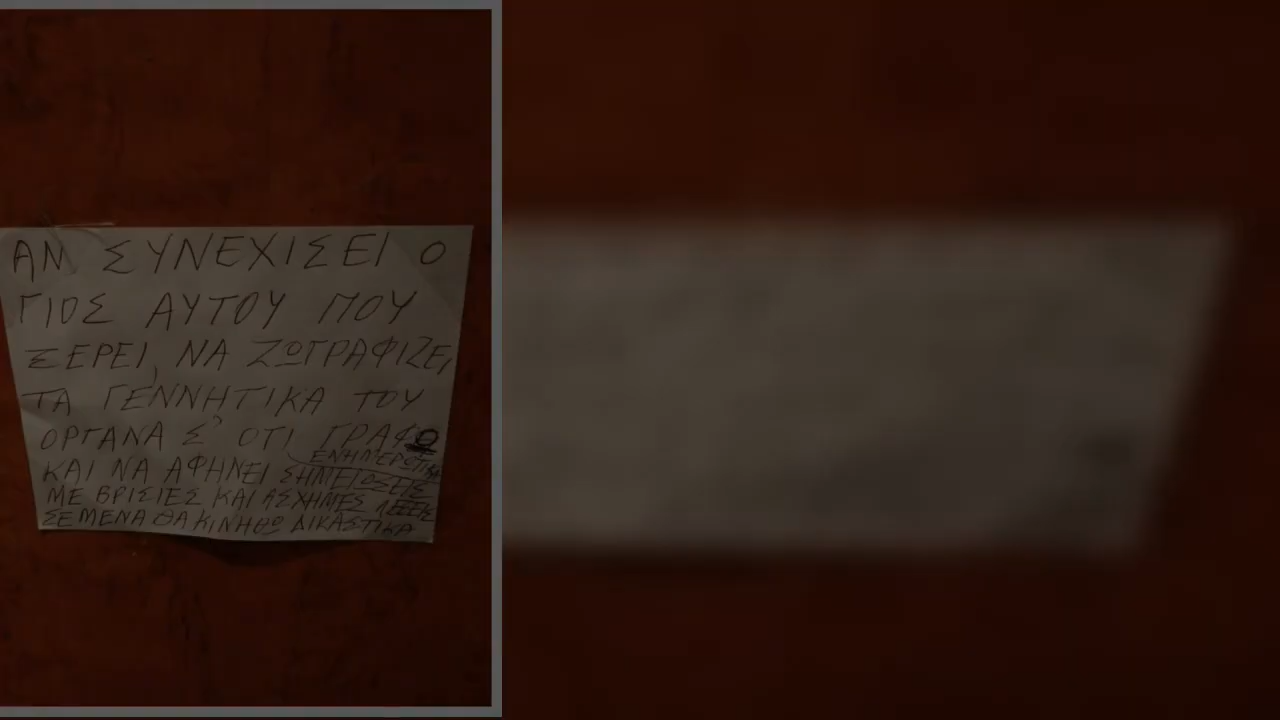 ΑΝ ΣΥΝΕΧΙΣΕΙ Ο
ΓΙΟΣ ΑΥΤΟΥ ΠΟΥ
ΞΕΡΕΙ, ΝΑ ΖΩΓΡΑΦΙΖΕΙ
ΤΑ ΓΕΝΝΗΤΙΚΑ ΤΟΥ
ΟΡΓΑΝΑ Σ' ΟΤΙ ΓΡΑΦΩ
ΕΝΗΜΕΡΩΤΙΚΑ
ΚΑΙ ΝΑ ΑΦΗΝΕΙ ΣΗΜΕΙΩΣΕΙΣ
ΜΕ ΒΡΙΣΙΕΣ ΚΑΙ ΑΣΧΗΜΕΣ ΛΕΞΕΙΣ
ΣΕ ΜΕΝΑ ΘΑ ΚΙΝΗΘΩ ΔΙΚΑΣΤΙΚΑ